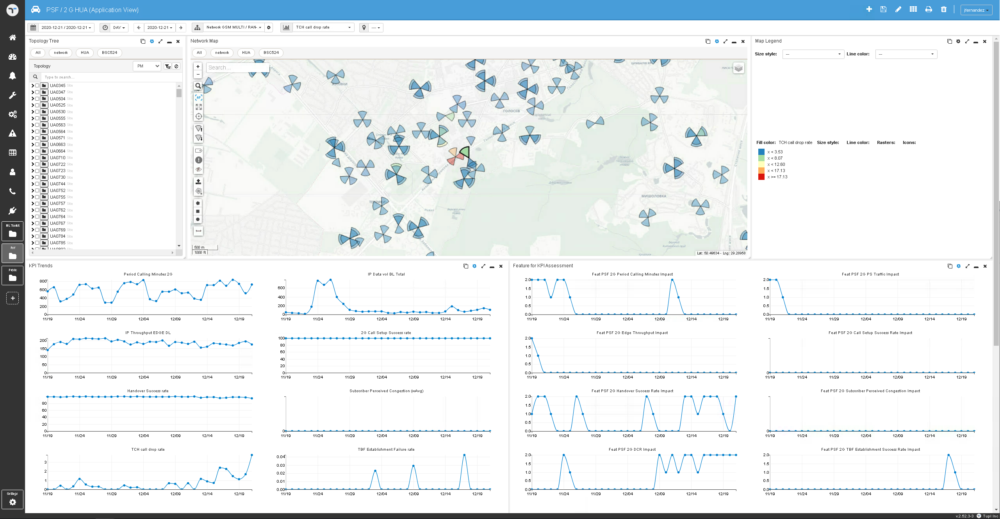 PSF / 2 G HUA (Application View)
jfernandez
2020-12-21 / 2020-12-21
DAY
2020-12-21
Network GSM MULTI / RAN-
TCH call drop rate
----
Topology Tree
All
network
HUA
BSC524
Topology
PM
Type to search...
UA0345 Site
UA0347 Site
UA0504 Site
UA0525 Site
UA0530 Site
UA0555 Site
UA0563 Site
UA0564 Site
UA0571 Site
UA0663 Site
UA0664 Site
UA0710 Site
UA0722 Site
UA0723 Site
UA0730 Site
UA0744 Site
UA0752 Site
UA0755 Site
UA0757 Site
UA0762 Site
UA0764 Site
UA0767 Site
UA0769 Site
UA0784 Site
UA0785 Site
Network Map
All
network
HUA
BSC524
+
−
Search...
AF
ЖУЛЯНИ
ГОЛОСІЇВ
ТЕРЕМКИ
МИШОЛОВКА
500 m
1000 ft
Lat: 50.49634 - Lng: 29.28958
Map Legend
Size style:
---
Line color:
---
Fill color: TCH call drop rate
Size style:
Line color:
Rasters:
Icons:
x < 3.53
x < 8.07
x < 12.60
x < 17.13
x >= 17.13
KPI Trends
Period Calling Minutes 2G
800
600
400
200
0
11/19 11/24 11/29 12/04 12/09 12/14 12/19
IP Data vol BL Total
600
400
200
0
11/19 11/24 11/29 12/04 12/09 12/14 12/19
IP Throughput EDGE DL
200
150
100
50
0
11/19 11/24 11/29 12/04 12/09 12/14 12/19
2G Call Setup Success rate
100
80
60
40
20
0
11/19 11/24 11/29 12/04 12/09 12/14 12/19
Handover Success rate
80
60
40
20
0
11/19 11/24 11/29 12/04 12/09 12/14 12/19
Subscriber Perceived Congestion (wAvg)
0
11/19 11/24 11/29 12/04 12/09 12/14 12/19
TCH call drop rate
3
2
1
0
11/19 11/24 11/29 12/04 12/09 12/14 12/19
TBF Establishment Failure rate
0.04
0.03
0.02
0.01
0.00
11/19 11/24 11/29 12/04 12/09 12/14 12/19
Feature for KPI Assessment
Feat PSF 2G Period Calling Minutes Impact
2.0
1.5
1.0
0.5
0.0
11/19 11/24 11/29 12/04 12/09 12/14 12/19
Feat PSF 2G PS Traffic Impact
2.0
1.5
1.0
0.5
0.0
11/19 11/24 11/29 12/04 12/09 12/14 12/19
Feat PSF 2G Edge Throughput Impact
2.0
1.5
1.0
0.5
0.0
11/19 11/24 11/29 12/04 12/09 12/14 12/19
Feat PSF 2G Call Setup Success Rate Impact
0
11/19 11/24 11/29 12/04 12/09 12/14 12/19
Feat PSF 2G Handover Success Rate Impact
2.0
1.5
1.0
0.5
0.0
11/19 11/24 11/29 12/04 12/09 12/14 12/19
Feat PSF 2G Subscriber Perceived Congestion Impact
0
11/19 11/24 11/29 12/04 12/09 12/14 12/19
Feat PSF 2G DCR Impact
2.0
1.5
1.0
0.5
0.0
11/19 11/24 11/29 12/04 12/09 12/14 12/19
Feat PSF 2G TBF Establishment Success Rate Impact
2.0
1.5
1.0
0.5
0.0
11/19 11/24 11/29 12/04 12/09 12/14 12/19
ML Toolkit
PSF
Public
+
Settings
v.2.52.3-3
Tupl Inc